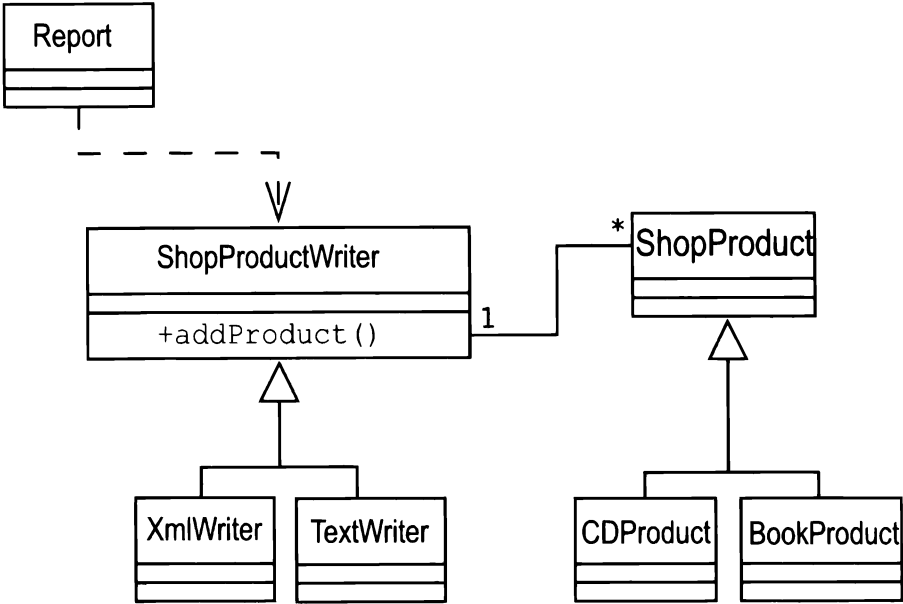 Report
ShopProductWriter
+addProduct()
1
*
ShopProduct
XmlWriter
TextWriter
CDProduct
BookProduct